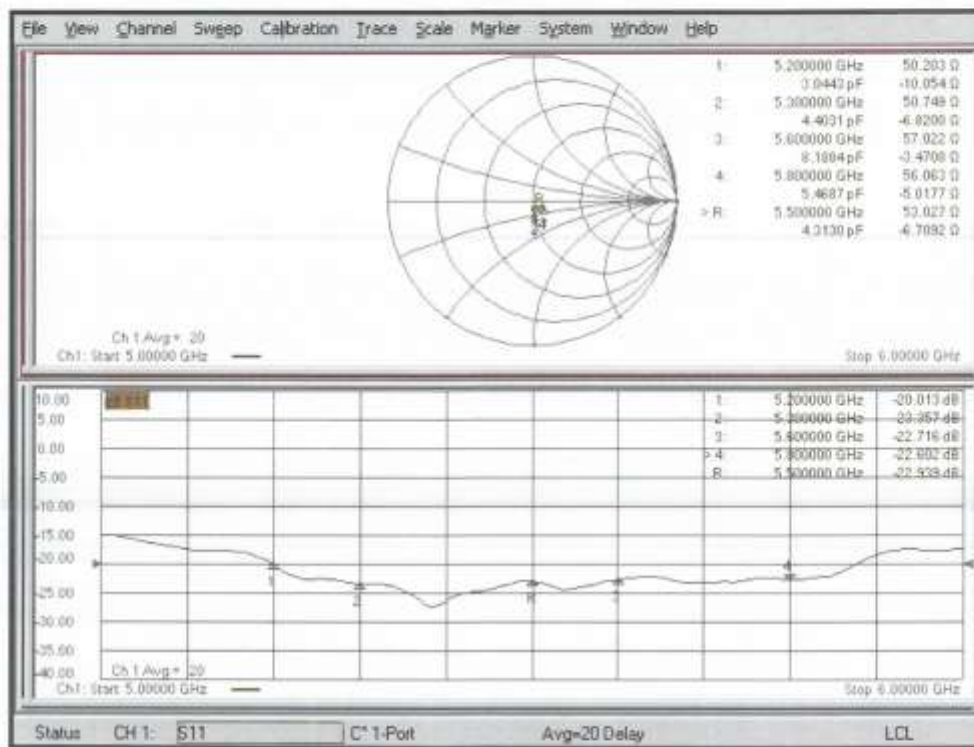 File View Channel Sweep Calibration Trace Scale Marker System Window Help
1: 5.200000 GHz 50.203 Ω
3.0443 pF -10.054 Ω
2: 5.300000 GHz 50.749 Ω
4.4031 pF -6.8200 Ω
3: 5.600000 GHz 57.022 Ω
8.1884 pF -3.4708 Ω
4: 5.800000 GHz 56.063 Ω
5.4687 pF -5.0177 Ω
> R: 5.500000 GHz 53.027 Ω
4.3130 pF -6.7092 Ω
Ch 1 Avg = 20
Ch1: Start 5.00000 GHz
Stop 6.00000 GHz
10.00
5.00
0.00
-5.00
-10.00
-15.00
-20.00
-25.00
-30.00
-35.00
-40.00
1: 5.200000 GHz -20.013 dB
2: 5.300000 GHz -23.357 dB
3: 5.600000 GHz -22.716 dB
> 4: 5.800000 GHz -22.602 dB
R: 5.500000 GHz -22.939 dB
1
2
R
4
Ch 1 Avg = 20
Ch1: Start 5.00000 GHz
Stop 6.00000 GHz
Status CH 1: S11 C* 1-Port Avg=20 Delay LCL